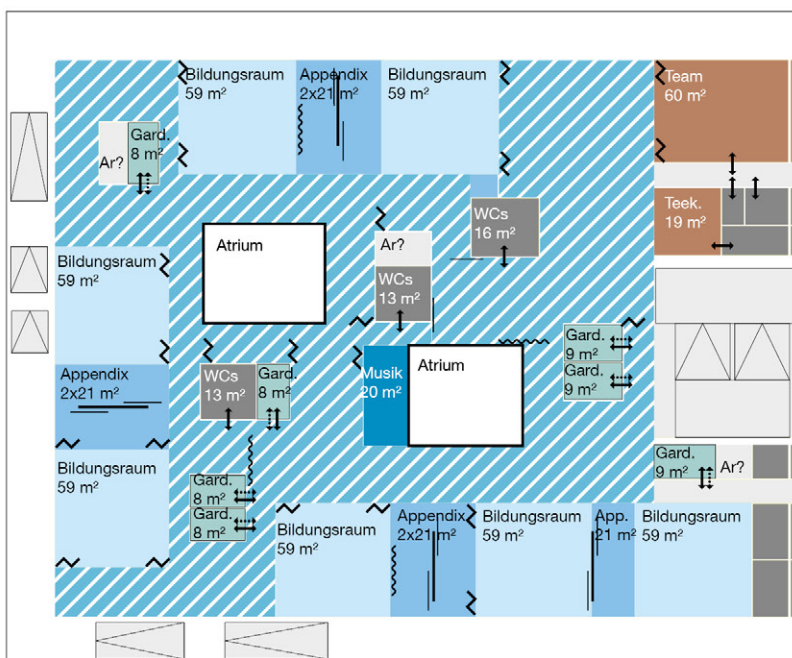 Bildungsraum
59 m²
Appendix
2x21 m²
Bildungsraum
59 m²
Team
60 m²
Gard.
8 m²
Ar?
WCs
16 m²
Teek.
19 m²
Atrium
Ar?
WCs
13 m²
Bildungsraum
59 m²
Gard.
9 m²
Gard.
9 m²
Musik
20 m²
Atrium
Appendix
2x21 m²
WCs
13 m²
Gard.
8 m²
Bildungsraum
59 m²
Gard.
8 m²
Gard.
8 m²
Gard.
9 m²
Ar?
Bildungsraum
59 m²
Appendix
2x21 m²
Bildungsraum
59 m²
App.
21 m²
Bildungsraum
59 m²